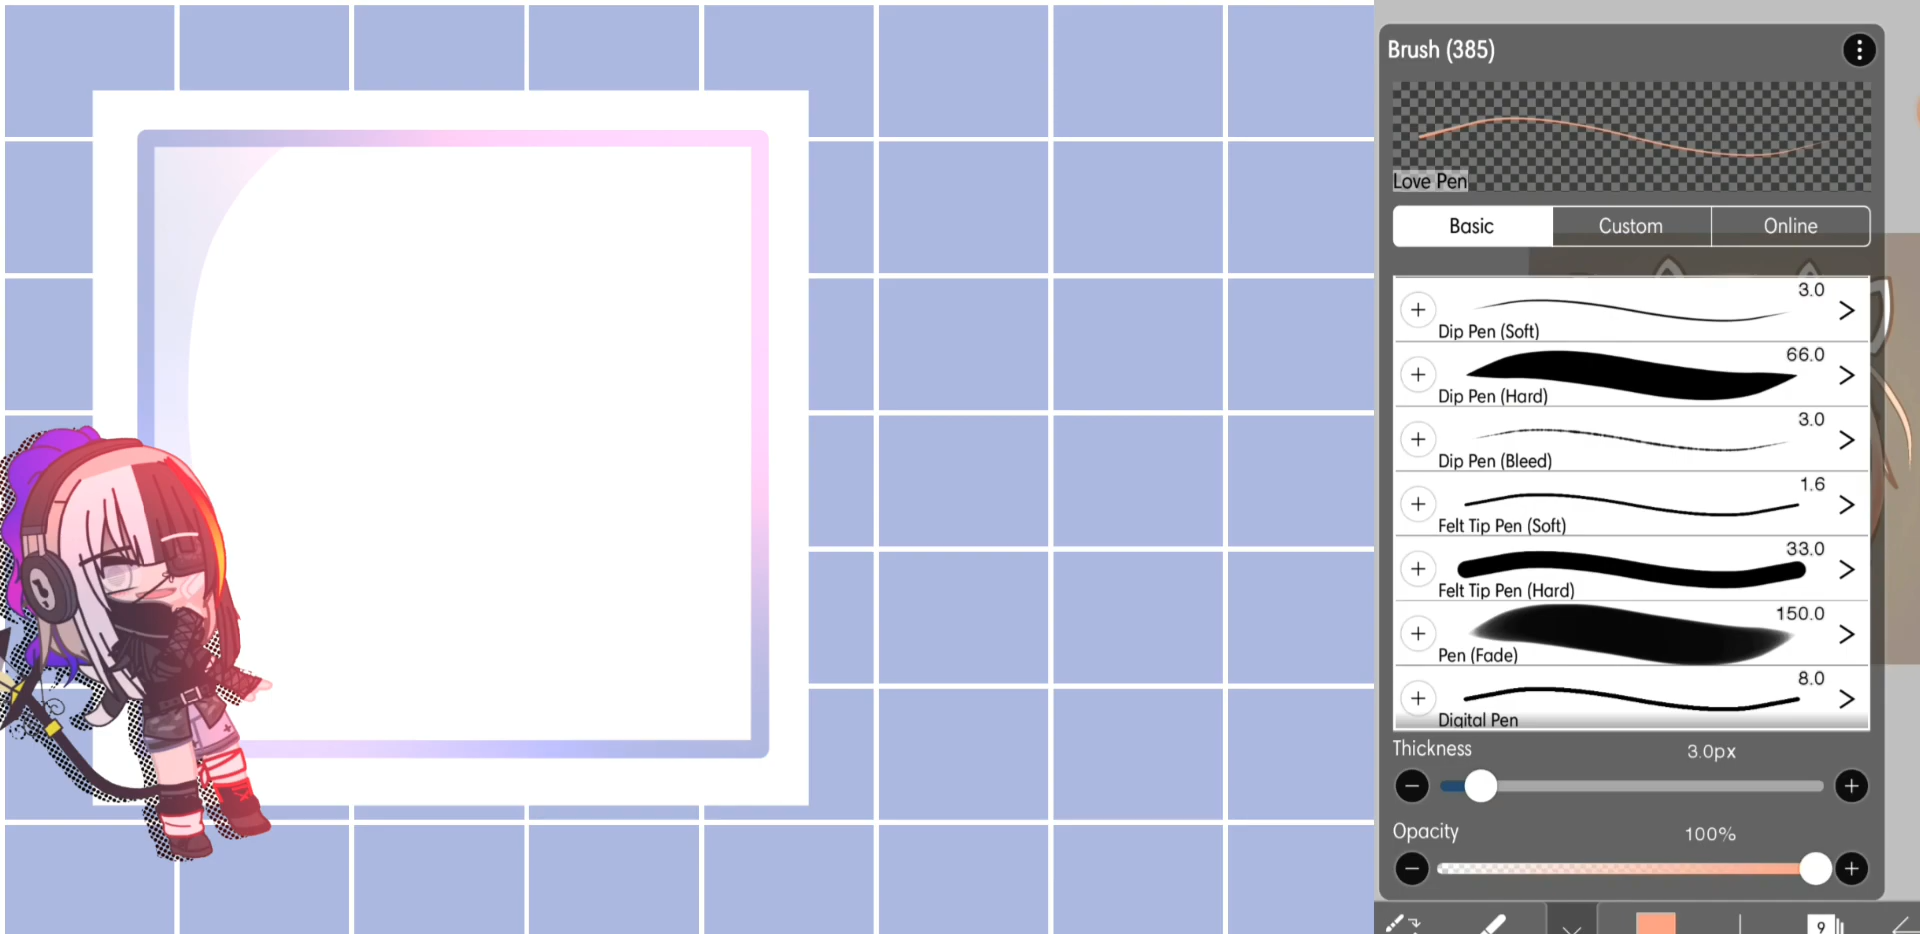 Brush (385)
Love Pen
Basic
Custom
Online
3.0
Dip Pen (Soft)
66.0
Dip Pen (Hard)
3.0
Dip Pen (Bleed)
1.6
Felt Tip Pen (Soft)
33.0
Felt Tip Pen (Hard)
150.0
Pen (Fade)
8.0
Digital Pen
Thickness
3.0px
Opacity
100%
9